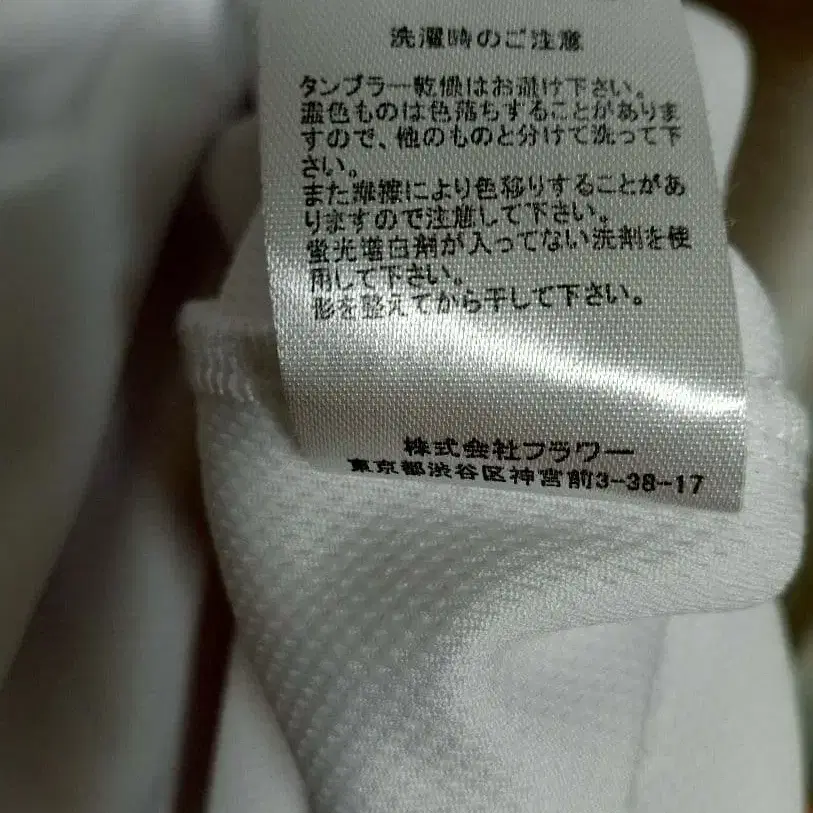 洗濯時のご注意
タンブラー乾燥はお避け下さい。
濃色ものは色落ちすることがありま
すので、他のものと分けて洗って下
さい。
また摩擦により色移りすることがあ
りますので注意して下さい。
蛍光増白剤が入ってない洗剤を使
用して下さい。
形を整えてから干して下さい。
株式会社フラワー
東京都渋谷区神宮前3-38-17